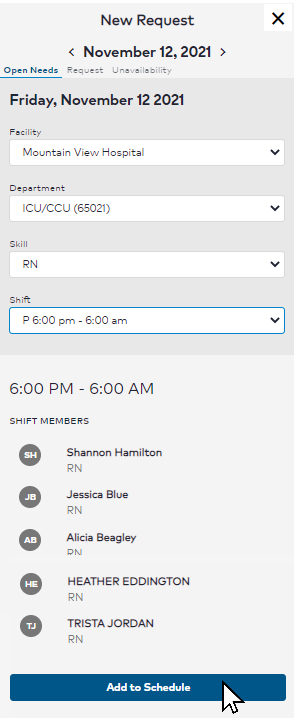 New Request
November 12, 2021
Open Needs Request Unavailability
Friday, November 12 2021
Facility
Mountain View Hospital
Department
ICU/CCU (65021)
Skill
RN
Shift
P 6:00 pm - 6:00 am
6:00 PM - 6:00 AM
SHIFT MEMBERS
SH Shannon Hamilton
RN
JB Jessica Blue
RN
AB Alicia Beagley
RN
HE HEATHER EDDINGTON
RN
TJ TRISTA JORDAN
RN
Add to Schedule